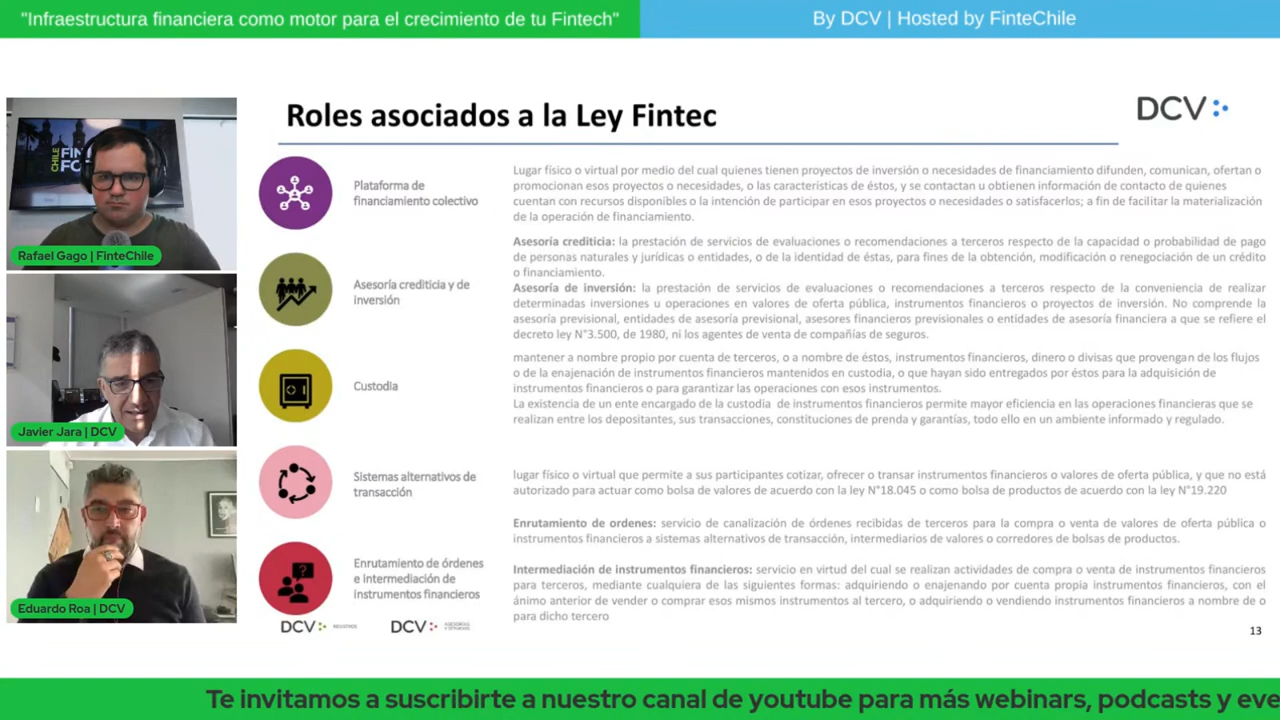 "Infraestructura financiera como motor para el crecimiento de tu Fintech"
By DCV | Hosted by FinteChile
Roles asociados a la Ley Fintec
DCV
CHILE
FIN
FO
Rafael Gago | FinteChile
Javier Jara | DCV
Eduardo Roa | DCV
Plataforma de
financiamiento colectivo
Lugar físico o virtual por medio del cual quienes tienen proyectos de inversión o necesidades de financiamiento difunden, comunican, ofertan o
promocionan esos proyectos o necesidades, o las características de éstos, y se contactan u obtienen información de contacto de quienes
cuentan con recursos disponibles o la intención de participar en esos proyectos o necesidades o satisfacerlos; a fin de facilitar la materialización
de la operación de financiamiento.
Asesoría crediticia y de
inversión
Asesoría crediticia: la prestación de servicios de evaluaciones o recomendaciones a terceros respecto de la capacidad o probabilidad de pago
de personas naturales y jurídicas o entidades, o de la identidad de éstas, para fines de la obtención, modificación o renegociación de un crédito
o financiamiento.
Asesoría de inversión: la prestación de servicios de evaluaciones o recomendaciones a terceros respecto de la conveniencia de realizar
determinadas inversiones u operaciones en valores de oferta pública, instrumentos financieros o proyectos de inversión. No comprende la
asesoría previsional, entidades de asesoría previsional, asesores financieros previsionales o entidades de asesoría financiera a que se refiere el
decreto ley N°3.500, de 1980, ni los agentes de venta de compañías de seguros.
Custodia
mantener a nombre propio por cuenta de terceros, o a nombre de éstos, instrumentos financieros, dinero o divisas que provengan de los flujos
o de la enajenación de instrumentos financieros mantenidos en custodia, o que hayan sido entregados por éstos para la adquisición de
instrumentos financieros o para garantizar las operaciones con esos instrumentos.
La existencia de un ente encargado de la custodia de instrumentos financieros permite mayor eficiencia en las operaciones financieras que se
realizan entre los depositantes, sus transacciones, constituciones de prenda y garantías, todo ello en un ambiente informado y regulado.
Sistemas alternativos de
transacción
lugar físico o virtual que permite a sus participantes cotizar, ofrecer o transar instrumentos financieros o valores de oferta pública, y que no está
autorizado para actuar como bolsa de valores de acuerdo con la ley N°18.045 o como bolsa de productos de acuerdo con la ley N°19.220
Enrutamiento de órdenes
e intermediación de
instrumentos financieros
Enrutamiento de ordenes: servicio de canalización de órdenes recibidas de terceros para la compra o venta de valores de oferta pública o
instrumentos financieros a sistemas alternativos de transacción, intermediarios de valores o corredores de bolsas de productos.
Intermediación de instrumentos financieros: servicio en virtud del cual se realizan actividades de compra o venta de instrumentos financieros
para terceros, mediante cualquiera de las siguientes formas: adquiriendo o enajenando por cuenta propia instrumentos financieros, con el
ánimo anterior de vender o comprar esos mismos instrumentos al tercero, o adquiriendo o vendiendo instrumentos financieros a nombre de o
para dicho tercero
DCV REGISTROS
DCV
13
Te invitamos a suscribirte a nuestro canal de youtube para más webinars, podcasts y eve